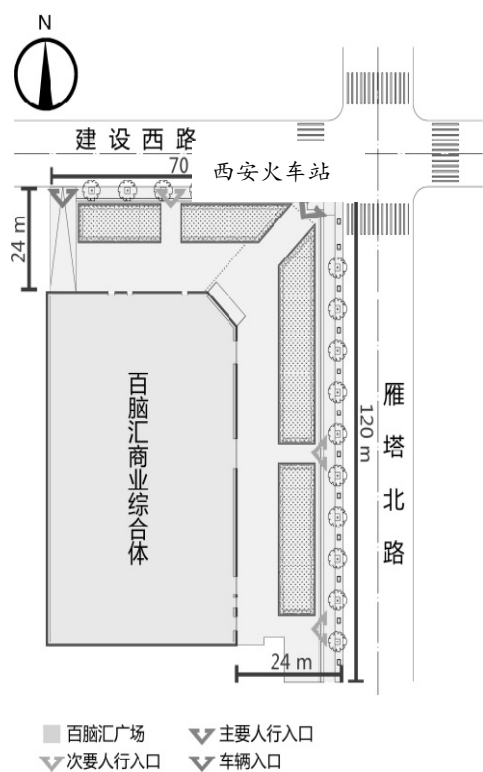 N
建设西路
70
西安火车站
24 m
百脑汇商业综合体
雁塔北路
120 m
24 m
百脑汇广场
主要人行入口
次要人行入口
车辆入口